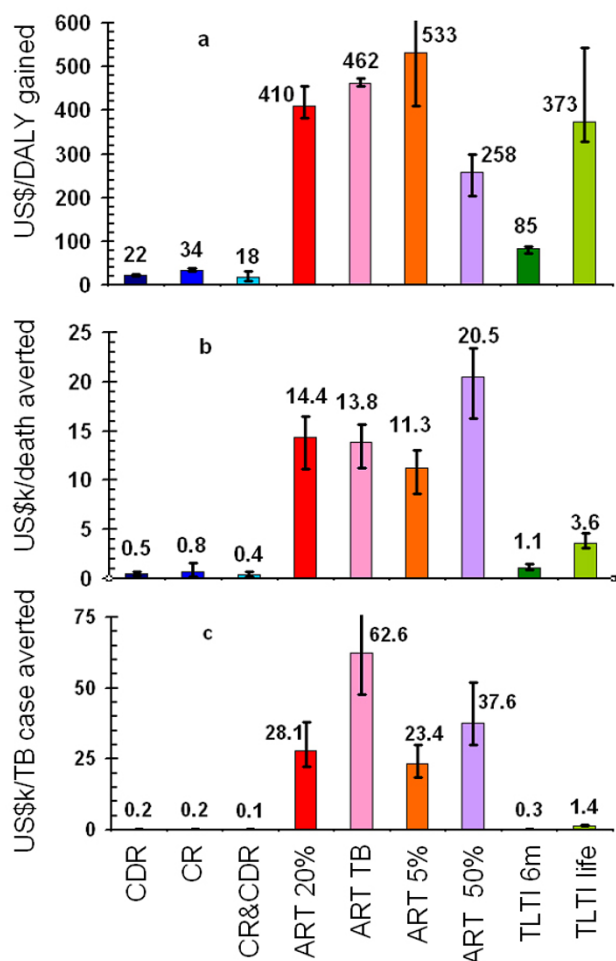 a
US$/DALY gained
600
500
400
300
200
100
0
22
34
18
410
462
533
258
85
373
b
US$k/death averted
25
20
15
10
5
0
0.5
0.8
0.4
14.4
13.8
11.3
20.5
1.1
3.6
c
US$k/TB case averted
75
50
25
0
0.2
0.2
0.1
28.1
62.6
23.4
37.6
0.3
1.4
CDR
CR
CR&CDR
ART 20%
ART TB
ART 5%
ART 50%
TLTI 6m
TLTI life